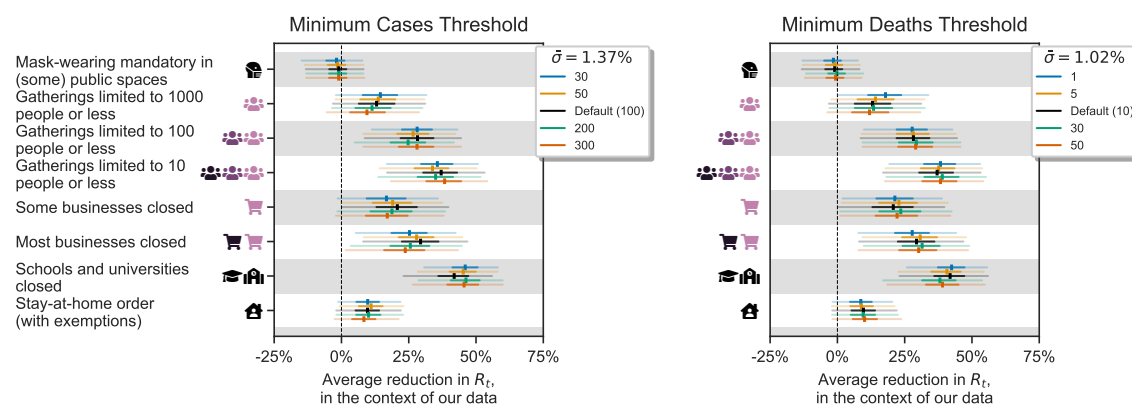 Minimum Cases Threshold
Mask-wearing mandatory in
(some) public spaces
Gatherings limited to 1000
people or less
Gatherings limited to 100
people or less
Gatherings limited to 10
people or less
Some businesses closed
Most businesses closed
Schools and universities
closed
Stay-at-home order
(with exemptions)
σ̄ = 1.37%
30
50
Default (100)
200
300
-25% 0% 25% 50% 75%
Average reduction in Rt,
in the context of our data
Minimum Deaths Threshold
σ̄ = 1.02%
1
5
Default (10)
30
50
-25% 0% 25% 50% 75%
Average reduction in Rt,
in the context of our data